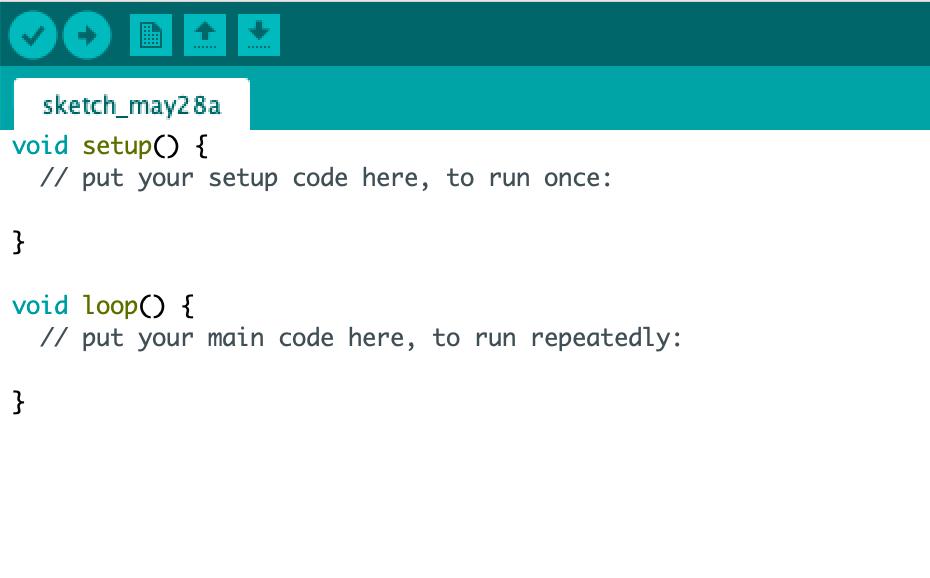 sketch_may28a
void setup() {
  // put your setup code here, to run once:
}
void loop() {
  // put your main code here, to run repeatedly:
}